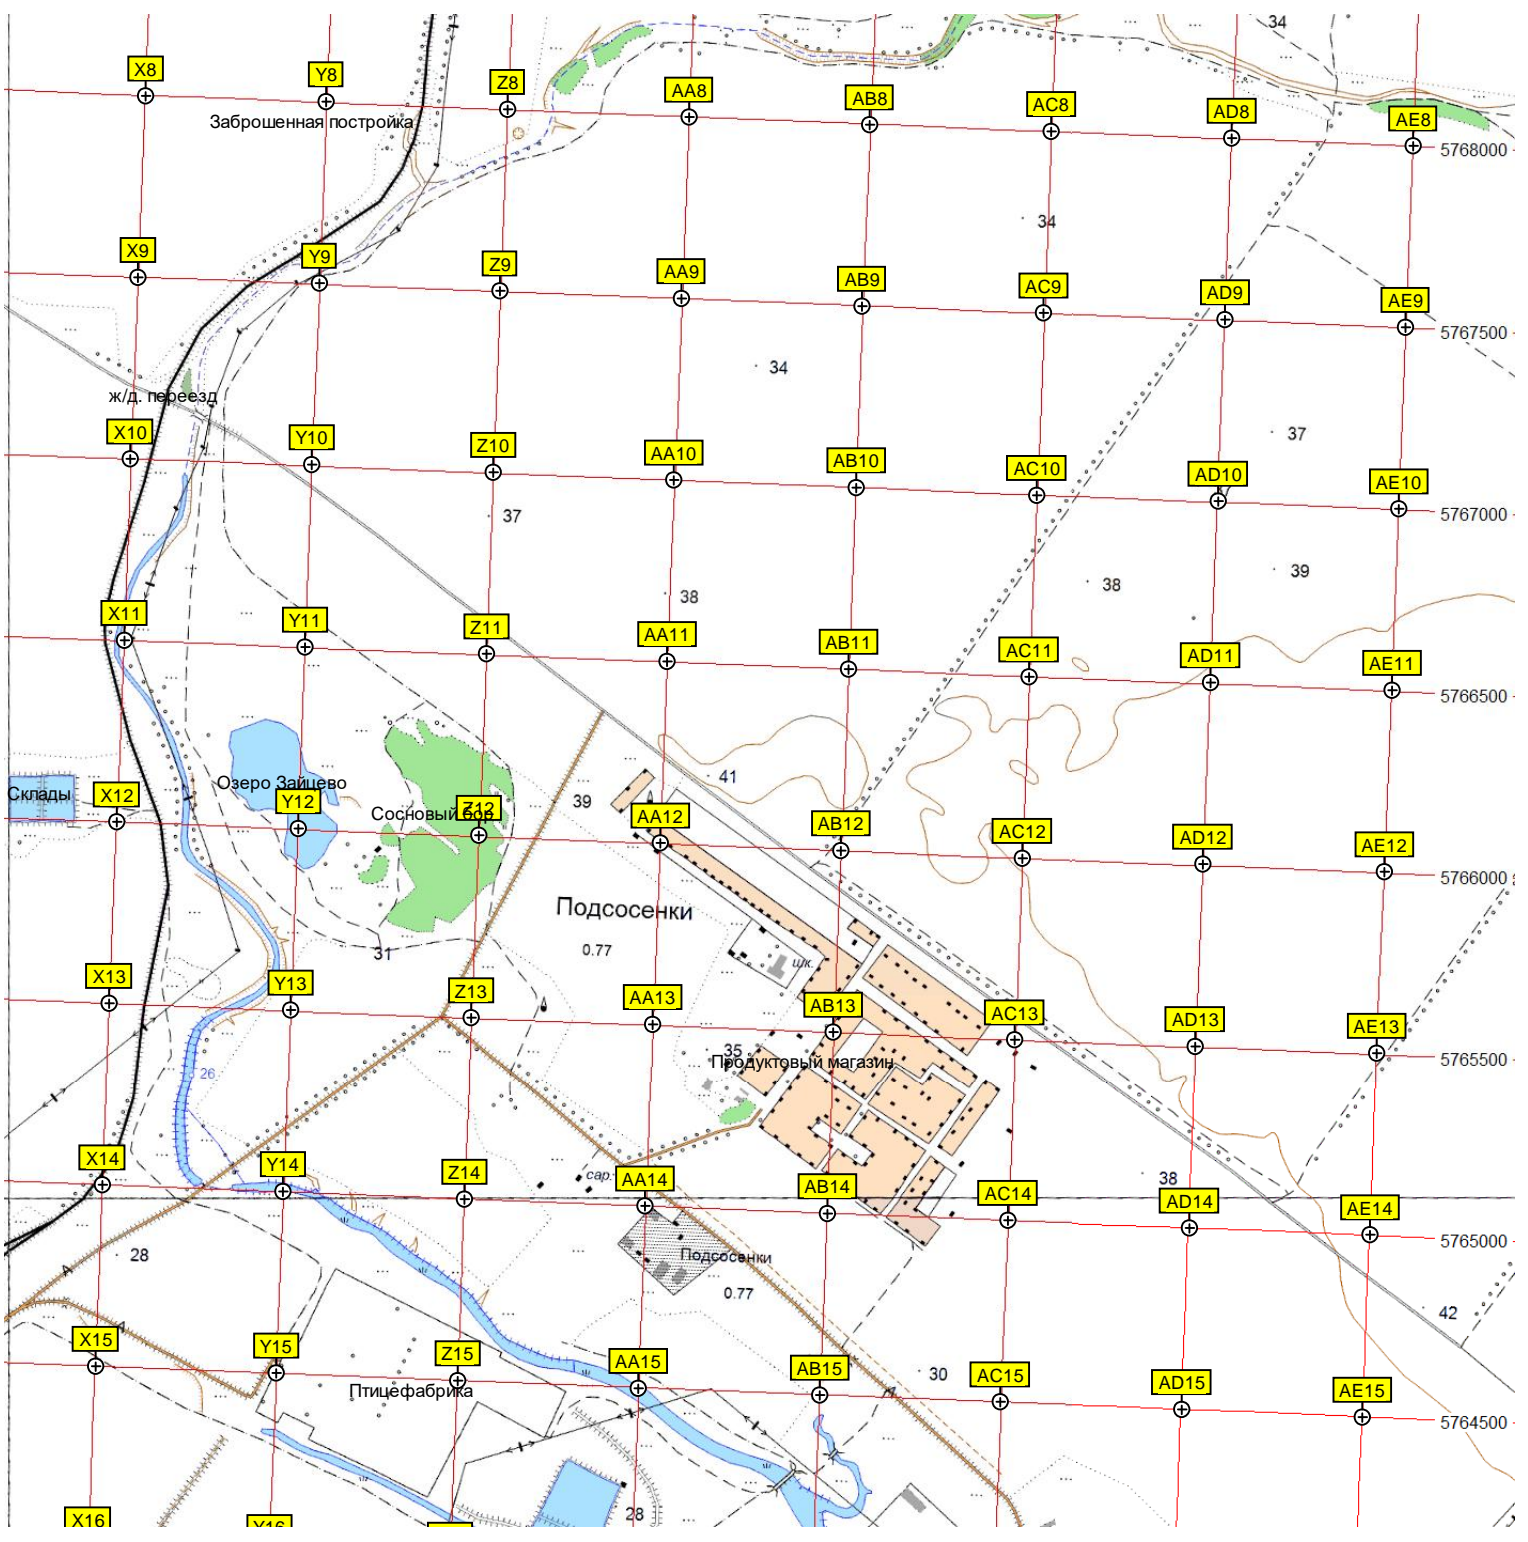 34
X8
Y8
Z8
AA8
AB8
AC8
AD8
AE8
Заброшенная постройка
5768000
34
X9
Y9
Z9
AA9
AB9
AC9
AD9
AE9
5767500
34
ж/д. переезд
37
X10
Y10
Z10
AA10
AB10
AC10
AD10
AE10
5767000
37
39
38
38
X11
Y11
Z11
AA11
AB11
AC11
AD11
AE11
5766500
41
Озеро Зайцево
Склады
39
X12
Y12
Сосновый бор
Z12
AA12
AB12
AC12
AD12
AE12
5766000
Подсосенки
0.77
31
шк.
X13
Y13
Z13
AA13
AB13
AC13
AD13
AE13
5765500
35
Продуктовый магазин
26
X14
Y14
Z14
сар.
AA14
AB14
AC14
38
AD14
AE14
5765000
28
Подсосенки
0.77
42
X15
Y15
Z15
AA15
AB15
30
AC15
AD15
AE15
Птицефабрика
5764500
28
X16
Y16